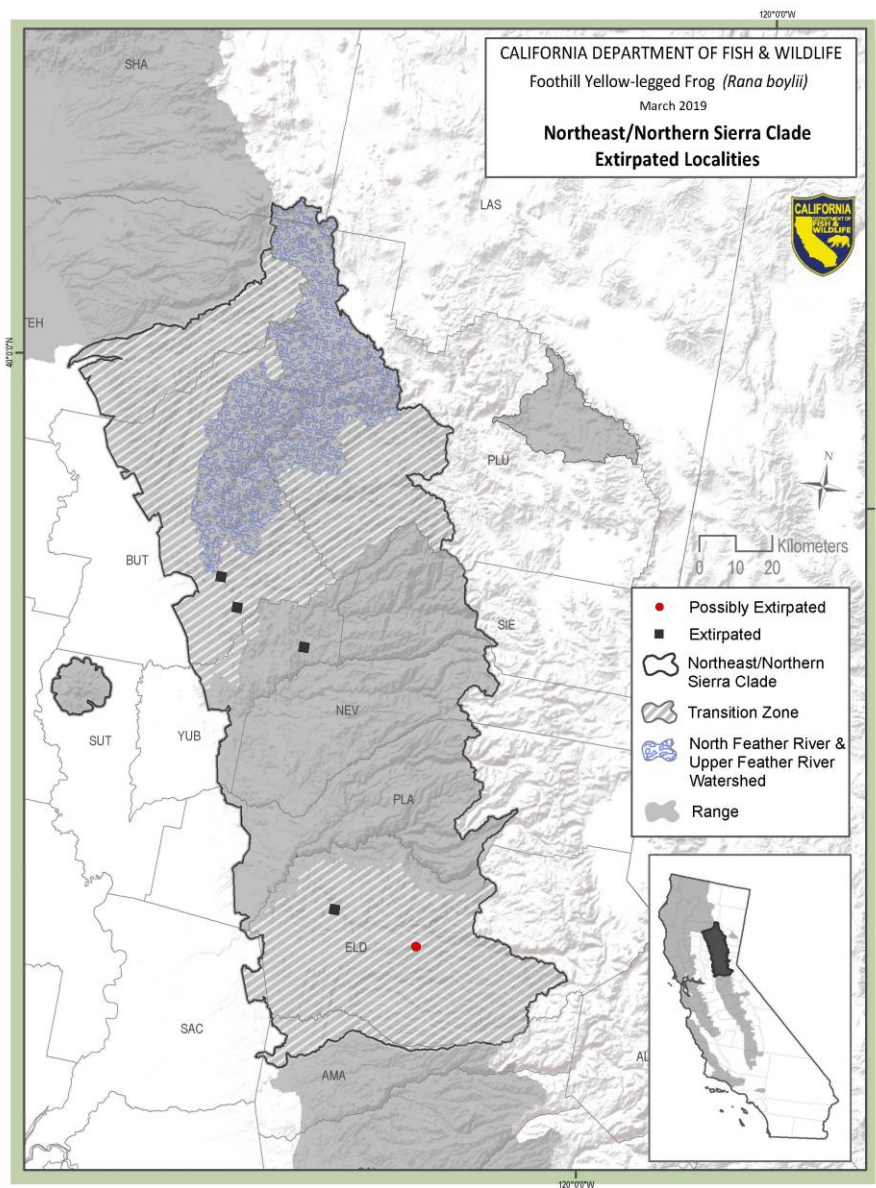 120°0'0"W
CALIFORNIA DEPARTMENT OF FISH & WILDLIFE
Foothill Yellow-legged Frog (Rana boylii)
March 2019
Northeast/Northern Sierra Clade
Extirpated Localities
SHA
LAS
CALIFORNIA
DEPARTMENT OF
FISH &
WILDLIFE
TEH
40°0'0"N
PLU
N
BUT
Kilometers
0 10 20
Possibly Extirpated
Extirpated
Northeast/Northern
Sierra Clade
Transition Zone
North Feather River &
Upper Feather River
Watershed
Range
SIE
NEV
SUT
YUB
PLA
ELD
SAC
AMA
AL
120°0'0"W